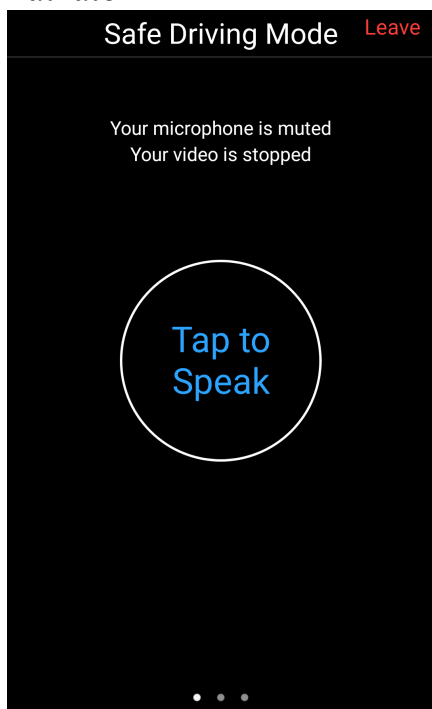 Safe Driving Mode
Leave
Your microphone is muted
Your video is stopped
Tap to
Speak